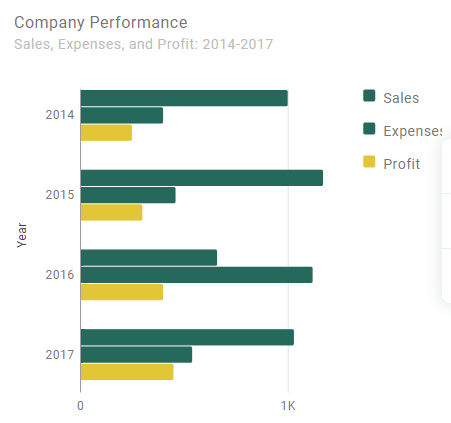 Company Performance
Sales, Expenses, and Profit: 2014-2017
Sales
Expenses
Profit
2014
2015
2016
2017
Year
0
1K